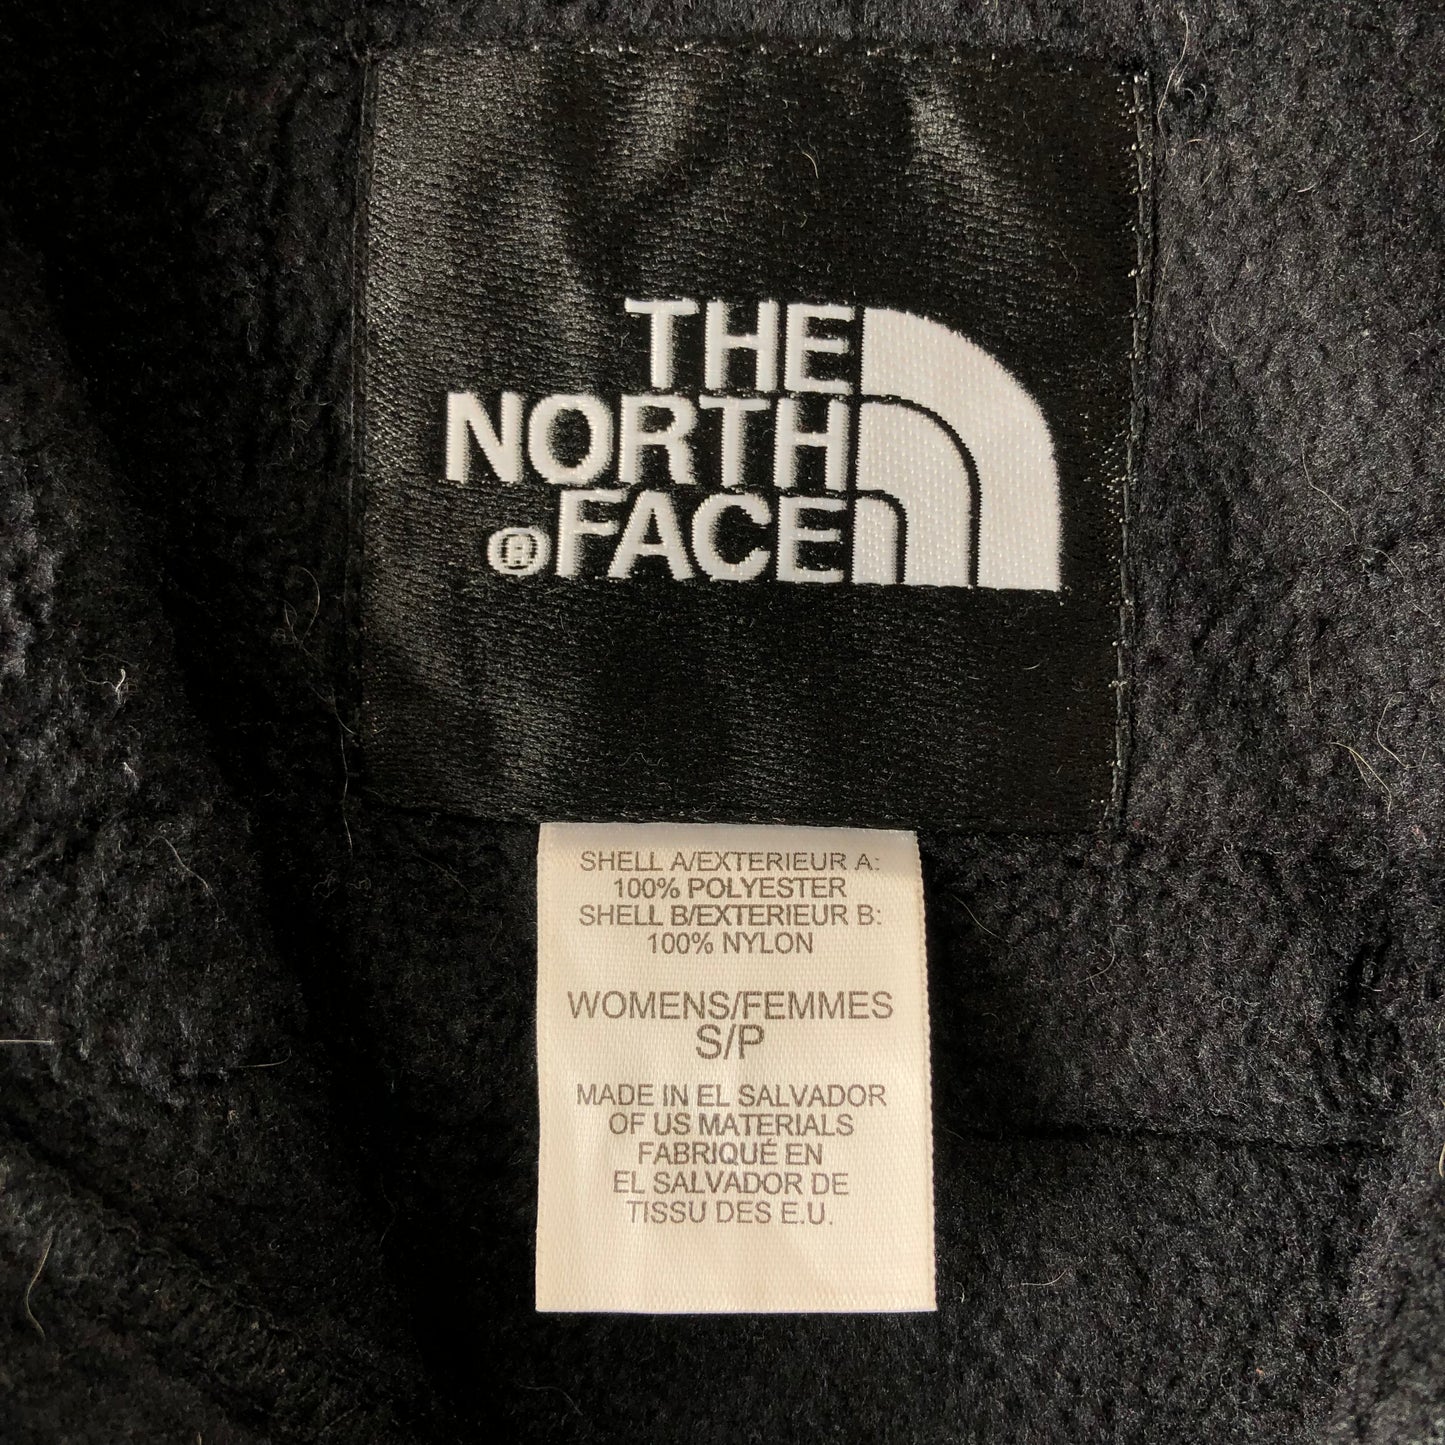 THE
NORTH
®FACE
SHELL A/EXTERIEUR A:
100% POLYESTER
SHELL B/EXTERIEUR B:
100% NYLON
WOMENS/FEMMES
S/P
MADE IN EL SALVADOR
OF US MATERIALS
FABRIQUÉ EN
EL SALVADOR DE
TISSU DES E.U.